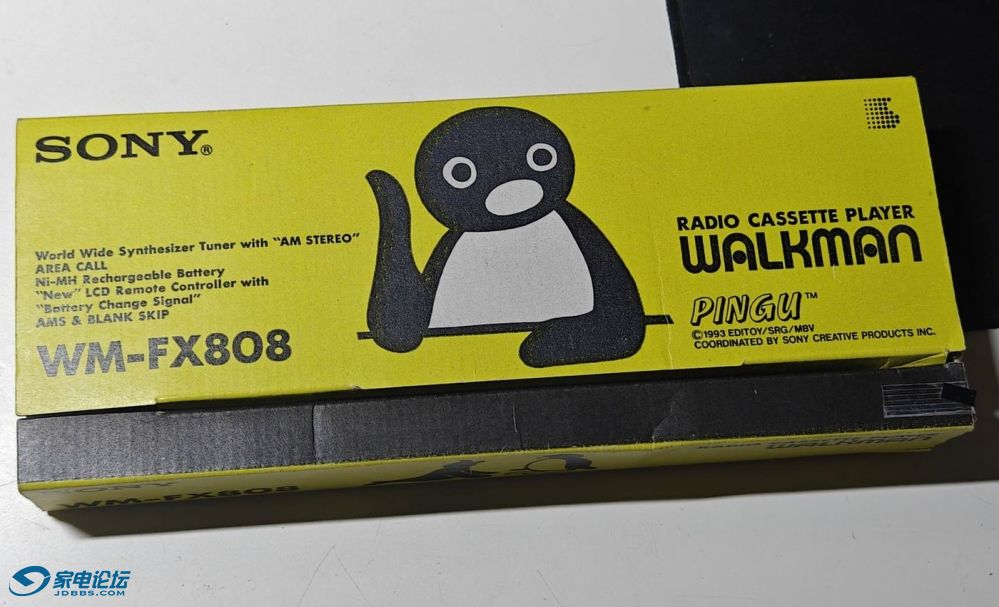 SONY®
World Wide Synthesizer Tuner with "AM STEREO"
AREA CALL
Ni-MH Rechargeable Battery
"New" LCD Remote Controller with
"Battery Change Signal"
AMS & BLANK SKIP
WM-FX808
RADIO CASSETTE PLAYER
WALKMAN
PINGU™
©1993 EDITOY/SRG/MBV
COORDINATED BY SONY CREATIVE PRODUCTS INC.
SONY
WM-FX808
WALKMAN
家电论坛
JDBBS.COM